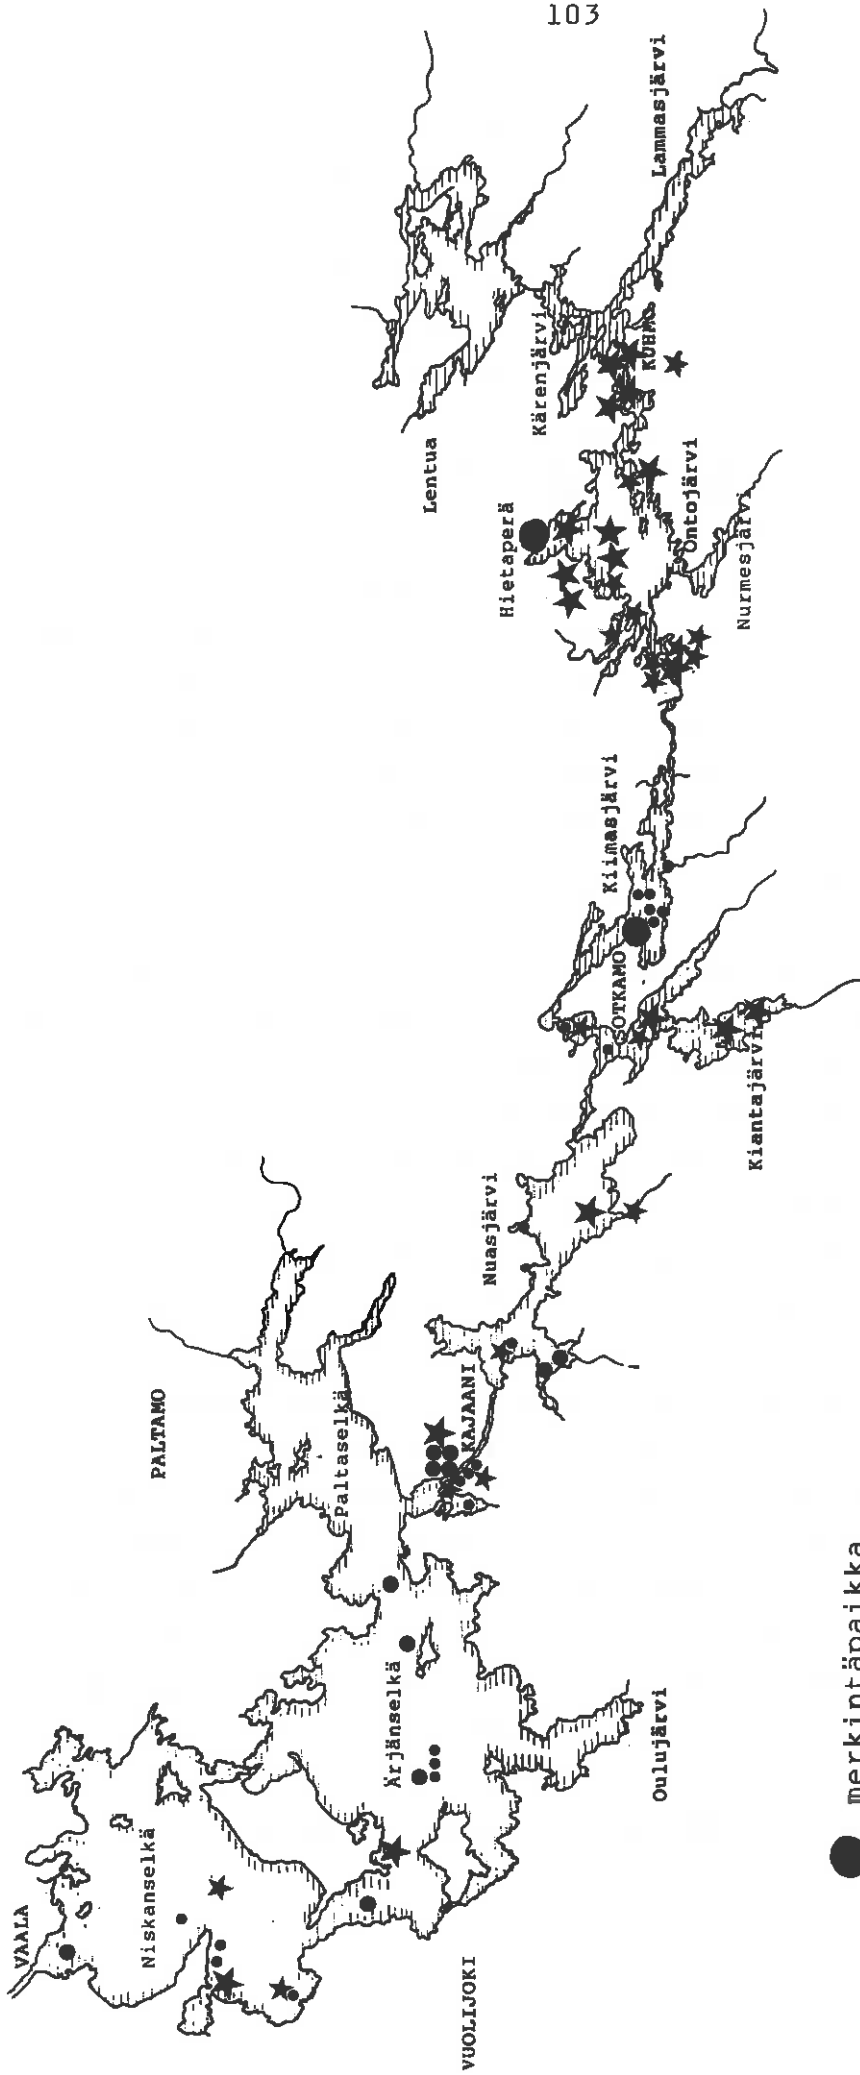 103
Lammasjärvi
Lentua
Kärenjärvi
KUHMO
Hietaperä
Ontojärvi
Nurmesjärvi
Kiimasjärvi
SOTKAMO
Kiantajärvi
Nuasjärvi
PALTAMO
Paltaselkä
KAJAANI
Ärjänselkä
Oulujärvi
VAALA
Niskanselkä
VUOLIJOKI
merkintäpaikka